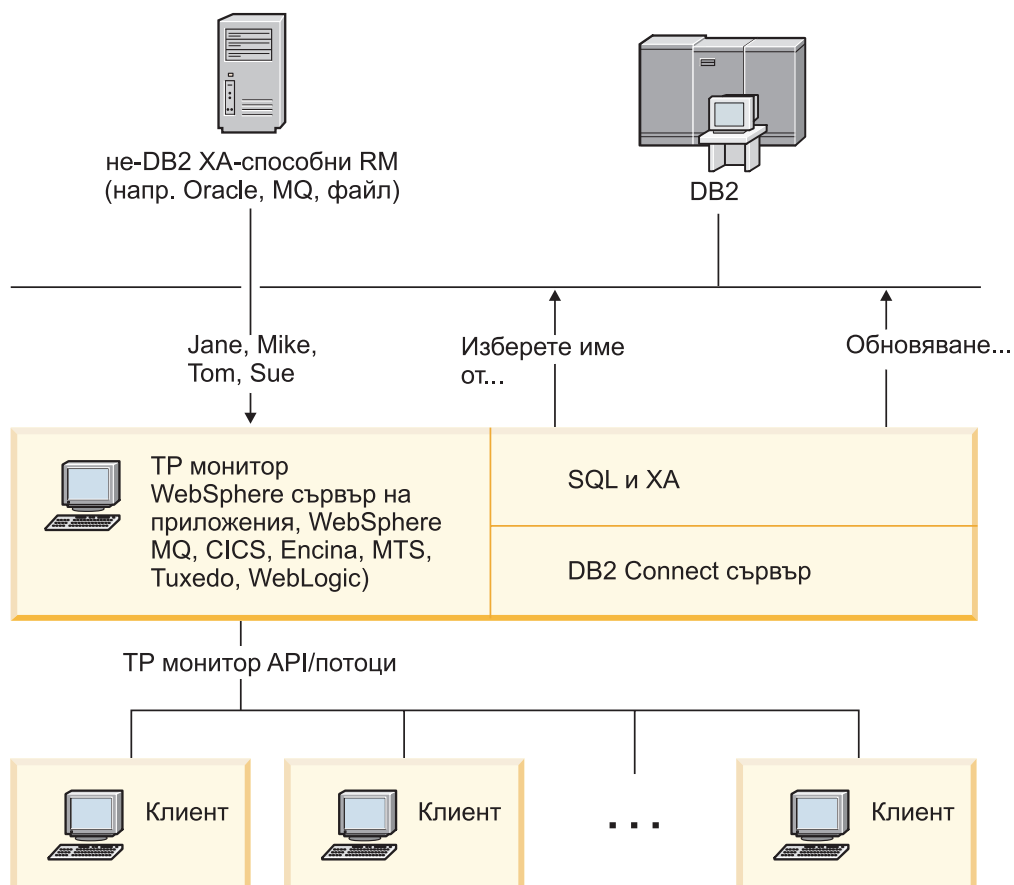 не-DB2 XA-способни RM
(напр. Oracle, MQ, файл)
DB2
Jane, Mike,
Tom, Sue
Изберете име
от...
Обновяване...
TP монитор
WebSphere сървър на
приложения, WebSphere
MQ, CICS, Encina, MTS,
Tuxedo, WebLogic)
SQL и XA
DB2 Connect сървър
TP монитор API/потоци
Клиент
Клиент
...
Клиент